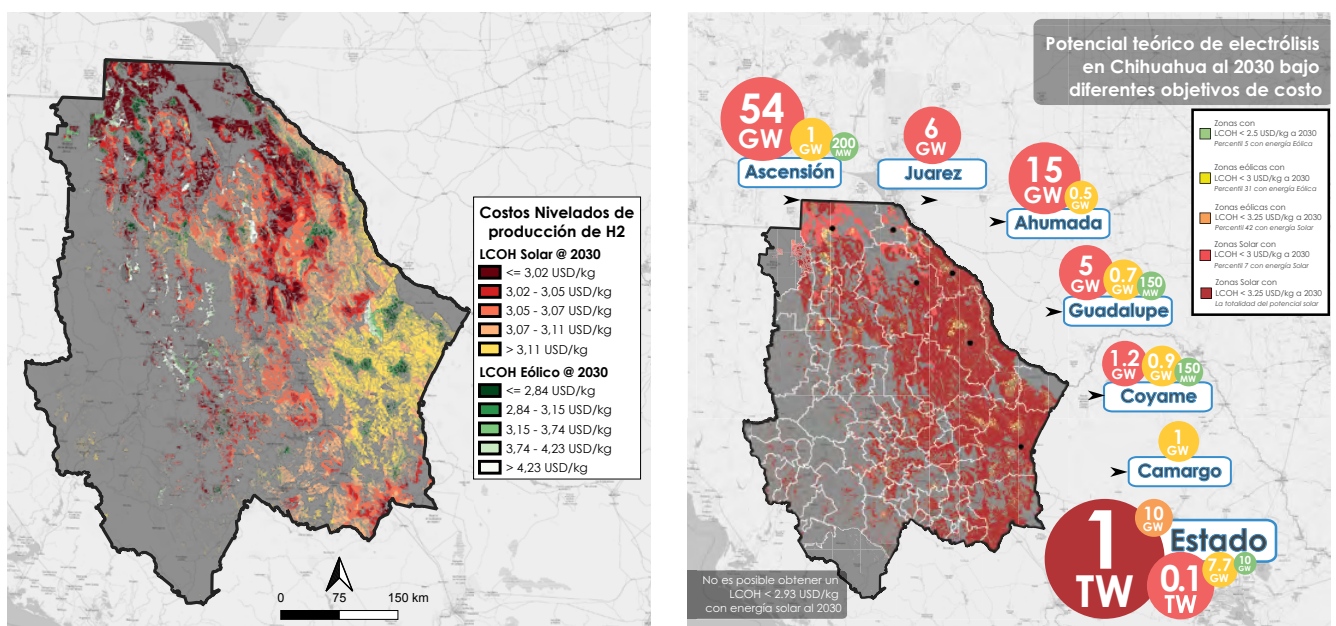 Costos Nivelados de
producción de H2
LCOH Solar @ 2030
<= 3,02 USD/kg
3,02 - 3,05 USD/kg
3,05 - 3,07 USD/kg
3,07 - 3,11 USD/kg
> 3,11 USD/kg
LCOH Eólico @ 2030
<= 2,84 USD/kg
2,84 - 3,15 USD/kg
3,15 - 3,74 USD/kg
3,74 - 4,23 USD/kg
> 4,23 USD/kg
0 75 150 km
Potencial teórico de electrólisis
en Chihuahua al 2030 bajo
diferentes objetivos de costo
Zonas con
LCOH < 2.5 USD/kg a 2030
Percentil 5 con energía Eólica
Zonas eólicas con
LCOH < 3 USD/kg a 2030
Percentil 31 con energía Eólica
Zonas eólicas con
LCOH < 3.25 USD/kg a 2030
Percentil 42 con energía Solar
Zonas Solar con
LCOH < 3 USD/kg a 2030
Percentil 7 con energía Solar
Zonas Solar con
LCOH < 3.25 USD/kg a 2030
La totalidad del potencial solar
54
GW
1
GW
200
MW
Ascensión
6
GW
Juarez
15
GW
0.5
GW
Ahumada
5
GW
0.7
GW
150
MW
Guadalupe
1.2
GW
0.9
GW
150
MW
Coyame
1
GW
Camargo
1
TW
10
GW
Estado
0.1
TW
7.7
GW
10
GW
No es posible obtener un
LCOH < 2.93 USD/kg
con energía solar al 2030